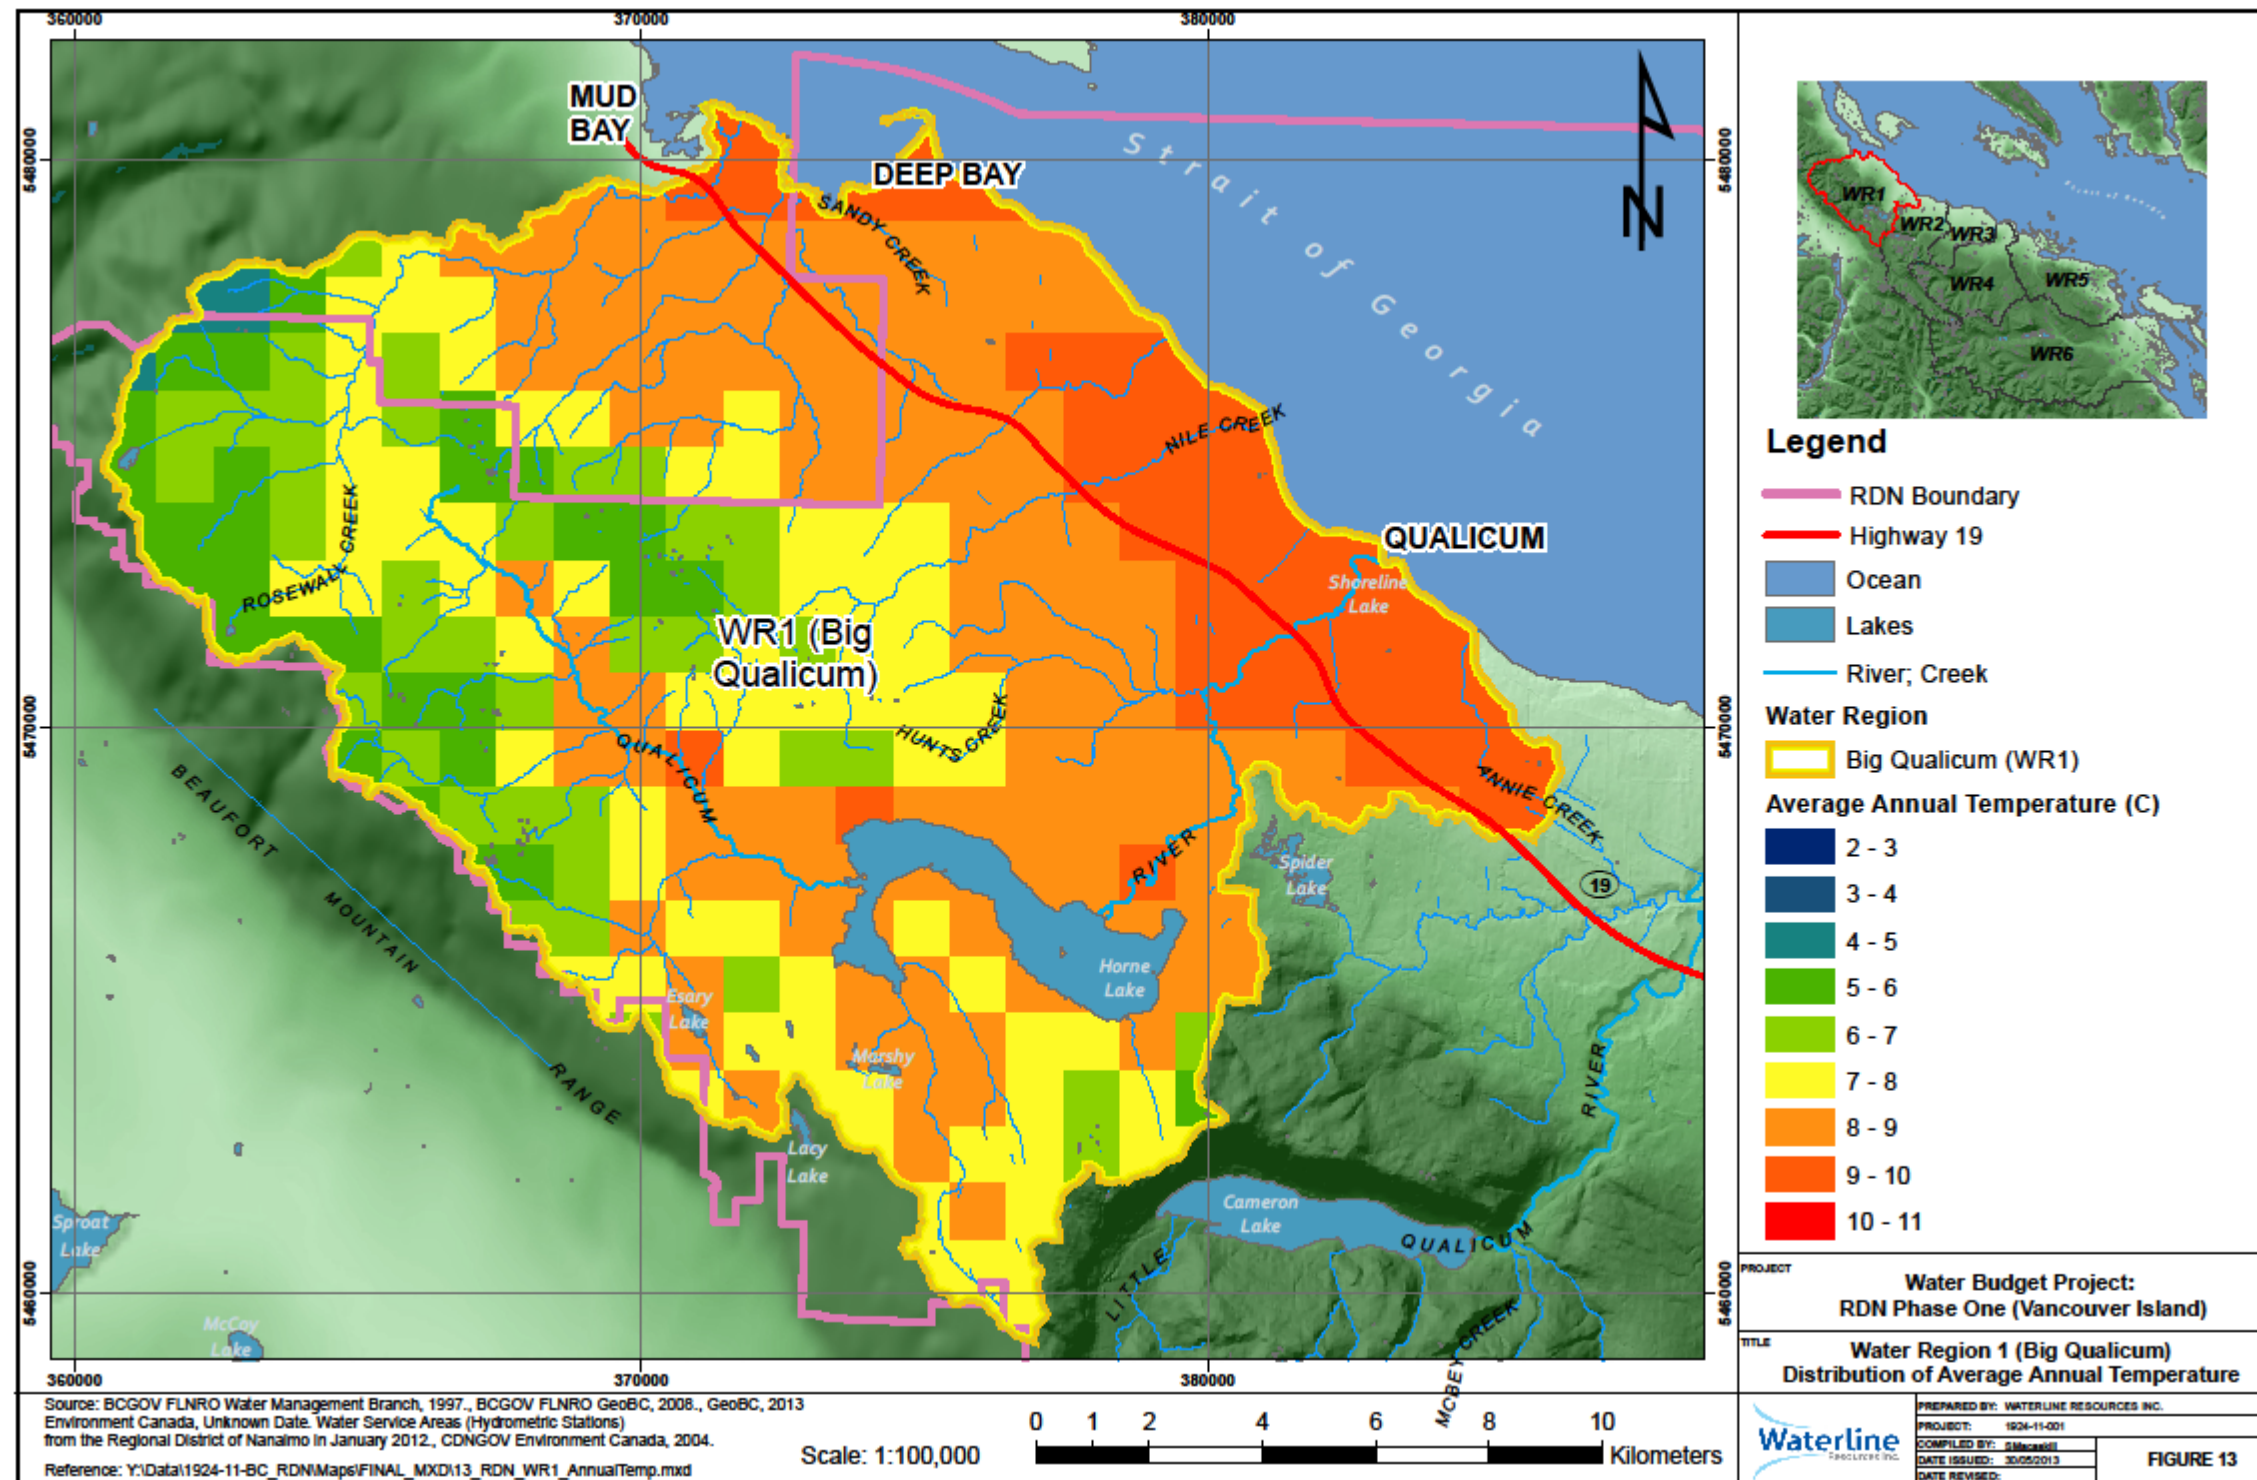 360000
370000
380000
5480000
5480000
MUD
BAY
DEEP BAY
SANDY CREEK
Strait of Georgia
NILE CREEK
QUALICUM
Shoreline
Lake
ROSEWALL CREEK
WR1 (Big
Qualicum)
HUNTS CREEK
5470000
5470000
QUALICUM
RIVER
ANNIE CREEK
BEAUFORT
MOUNTAIN
RANGE
Spider
Lake
19
Horne
Lake
Esary
Lake
Marshy
Lake
Lacy
Lake
Cameron
Lake
LITTLE
QUALICUM
RIVER
MCBEY CREEK
Sproat
Lake
McCoy
Lake
5460000
5460000
360000
370000
380000
N
WR1
WR2
WR3
WR4
WR5
WR6
Legend
RDN Boundary
Highway 19
Ocean
Lakes
River; Creek
Water Region
Big Qualicum (WR1)
Average Annual Temperature (C)
2 - 3
3 - 4
4 - 5
5 - 6
6 - 7
7 - 8
8 - 9
9 - 10
10 - 11
PROJECT
Water Budget Project:
RDN Phase One (Vancouver Island)
TITLE
Water Region 1 (Big Qualicum)
Distribution of Average Annual Temperature
Waterline
Resources Inc.
PREPARED BY: WATERLINE RESOURCES INC.
PROJECT: 1924-11-001
COMPILED BY:
DATE ISSUED: 30/05/2013
DATE REVISED:
FIGURE 13
Source: BCGOV FLNRO Water Management Branch, 1997., BCGOV FLNRO GeoBC, 2008., GeoBC, 2013
Environment Canada, Unknown Date. Water Service Areas (Hydrometric Stations)
from the Regional District of Nanaimo in January 2012., CDNGOV Environment Canada, 2004.
Reference: Y:\Data\1924-11-BC_RDN\Maps\FINAL_MXD\13_RDN_WR1_AnnualTemp.mxd
Scale: 1:100,000
0 1 2 4 6 8 10
Kilometers